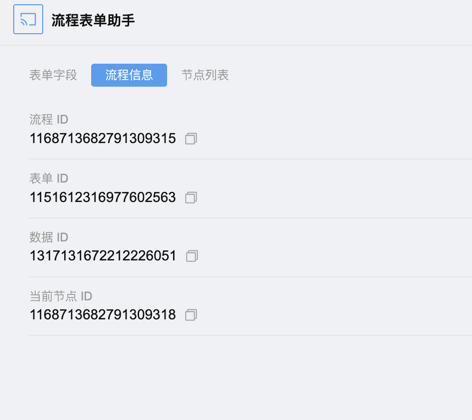 流程表单助手
表单字段 流程信息 节点列表
流程 ID
1168713682791309315
表单 ID
1151612316977602563
数据 ID
1317131672212226051
当前节点 ID
1168713682791309318